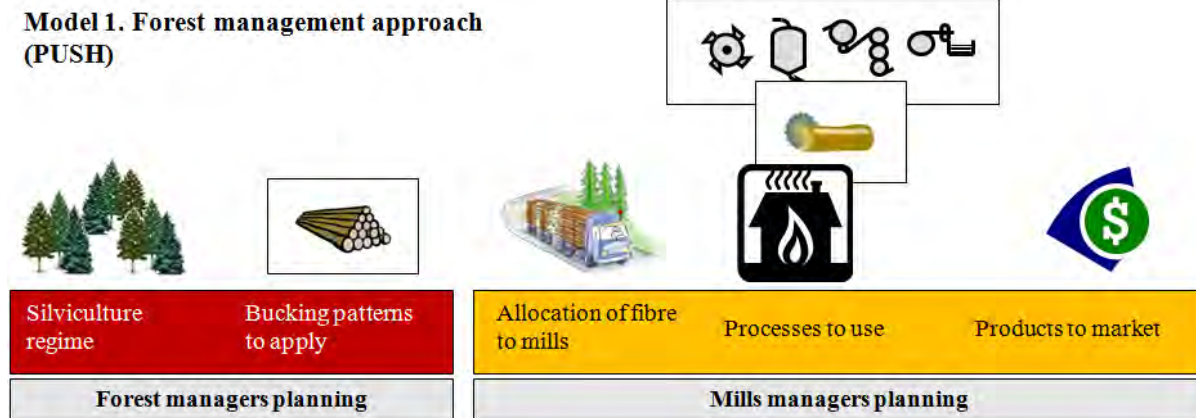 Model 1. Forest management approach
(PUSH)
$
Silviculture
regime
Bucking patterns
to apply
Allocation of fibre
to mills
Processes to use
Products to market
Forest managers planning
Mills managers planning